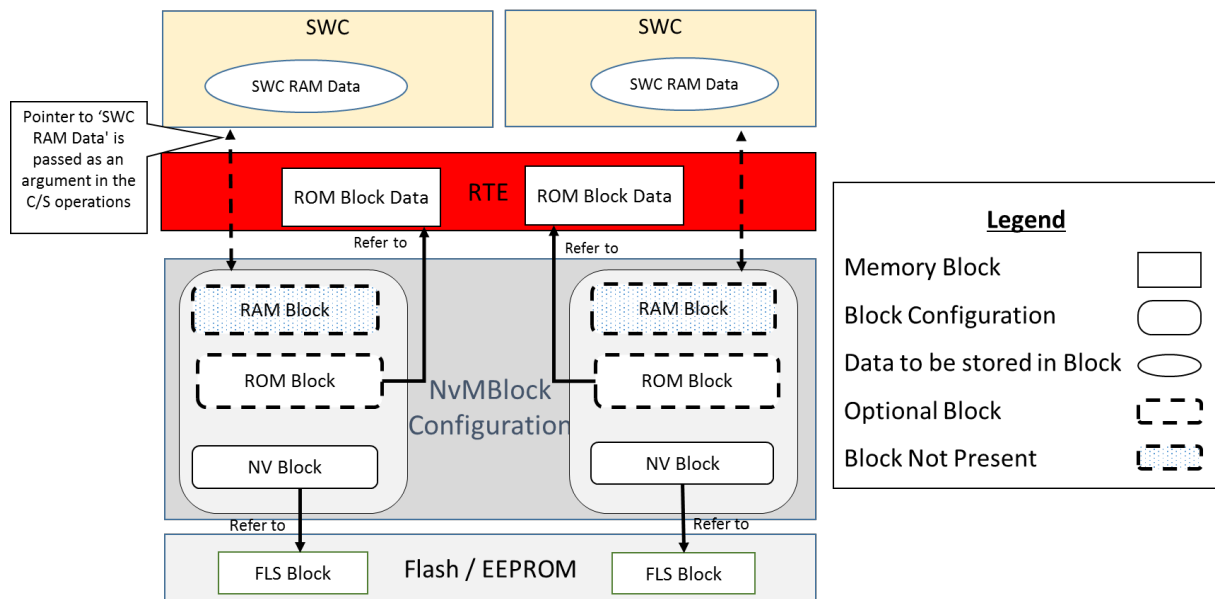 SWC
SWC
SWC RAM Data
SWC RAM Data
Pointer to ‘SWC
RAM Data' is
passed as an
argument in the
C/S operations
ROM Block Data
RTE
ROM Block Data
Refer to
Refer to
RAM Block
RAM Block
ROM Block
ROM Block
NvMBlock
Configuration
NV Block
NV Block
Refer to
Refer to
FLS Block
Flash / EEPROM
FLS Block
Legend
Memory Block
Block Configuration
Data to be stored in Block
Optional Block
Block Not Present